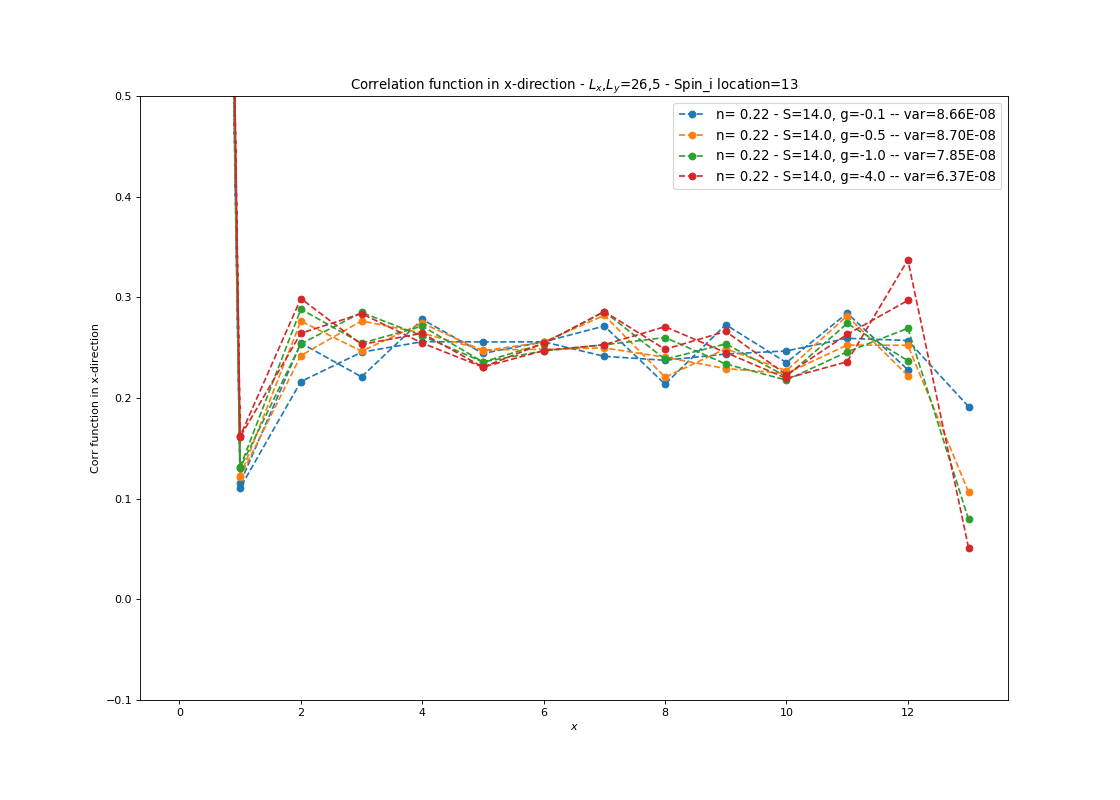 Correlation function in x-direction - Lx,Ly=26,5 - Spin_i location=13
n= 0.22 - S=14.0, g=-0.1 -- var=8.66E-08
n= 0.22 - S=14.0, g=-0.5 -- var=8.70E-08
n= 0.22 - S=14.0, g=-1.0 -- var=7.85E-08
n= 0.22 - S=14.0, g=-4.0 -- var=6.37E-08
Corr function in x-direction
0.5
0.4
0.3
0.2
0.1
0.0
−0.1
0 2 4 6 8 10 12
x